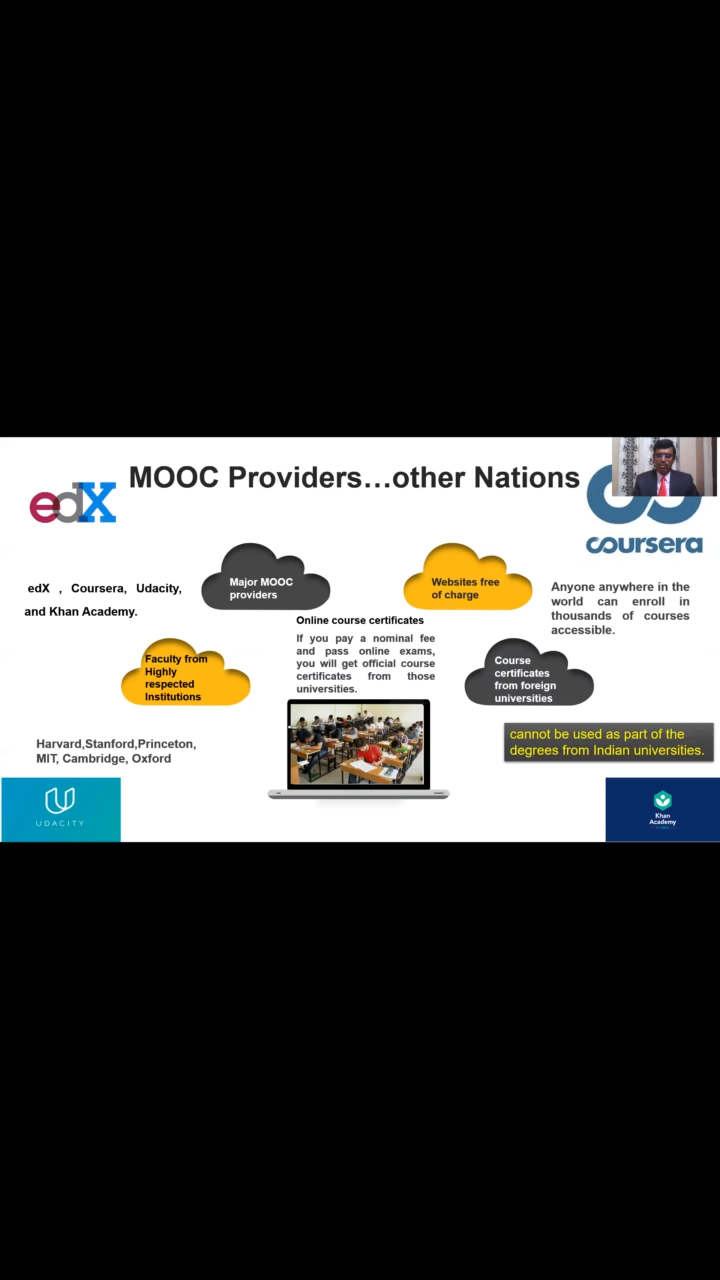 MOOC Providers...other Nations
edX
coursera
edX , Coursera, Udacity,
and Khan Academy.
Major MOOC
providers
Websites free
of charge
Anyone anywhere in the
world can enroll in
thousands of courses
accessible.
Online course certificates
If you pay a nominal fee
and pass online exams,
you will get official course
certificates from those
universities.
Faculty from
Highly
respected
Institutions
Course
certificates
from foreign
universities
Harvard,Stanford,Princeton,
MIT, Cambridge, Oxford
cannot be used as part of the
degrees from Indian universities.
UDACITY
Khan
Academy